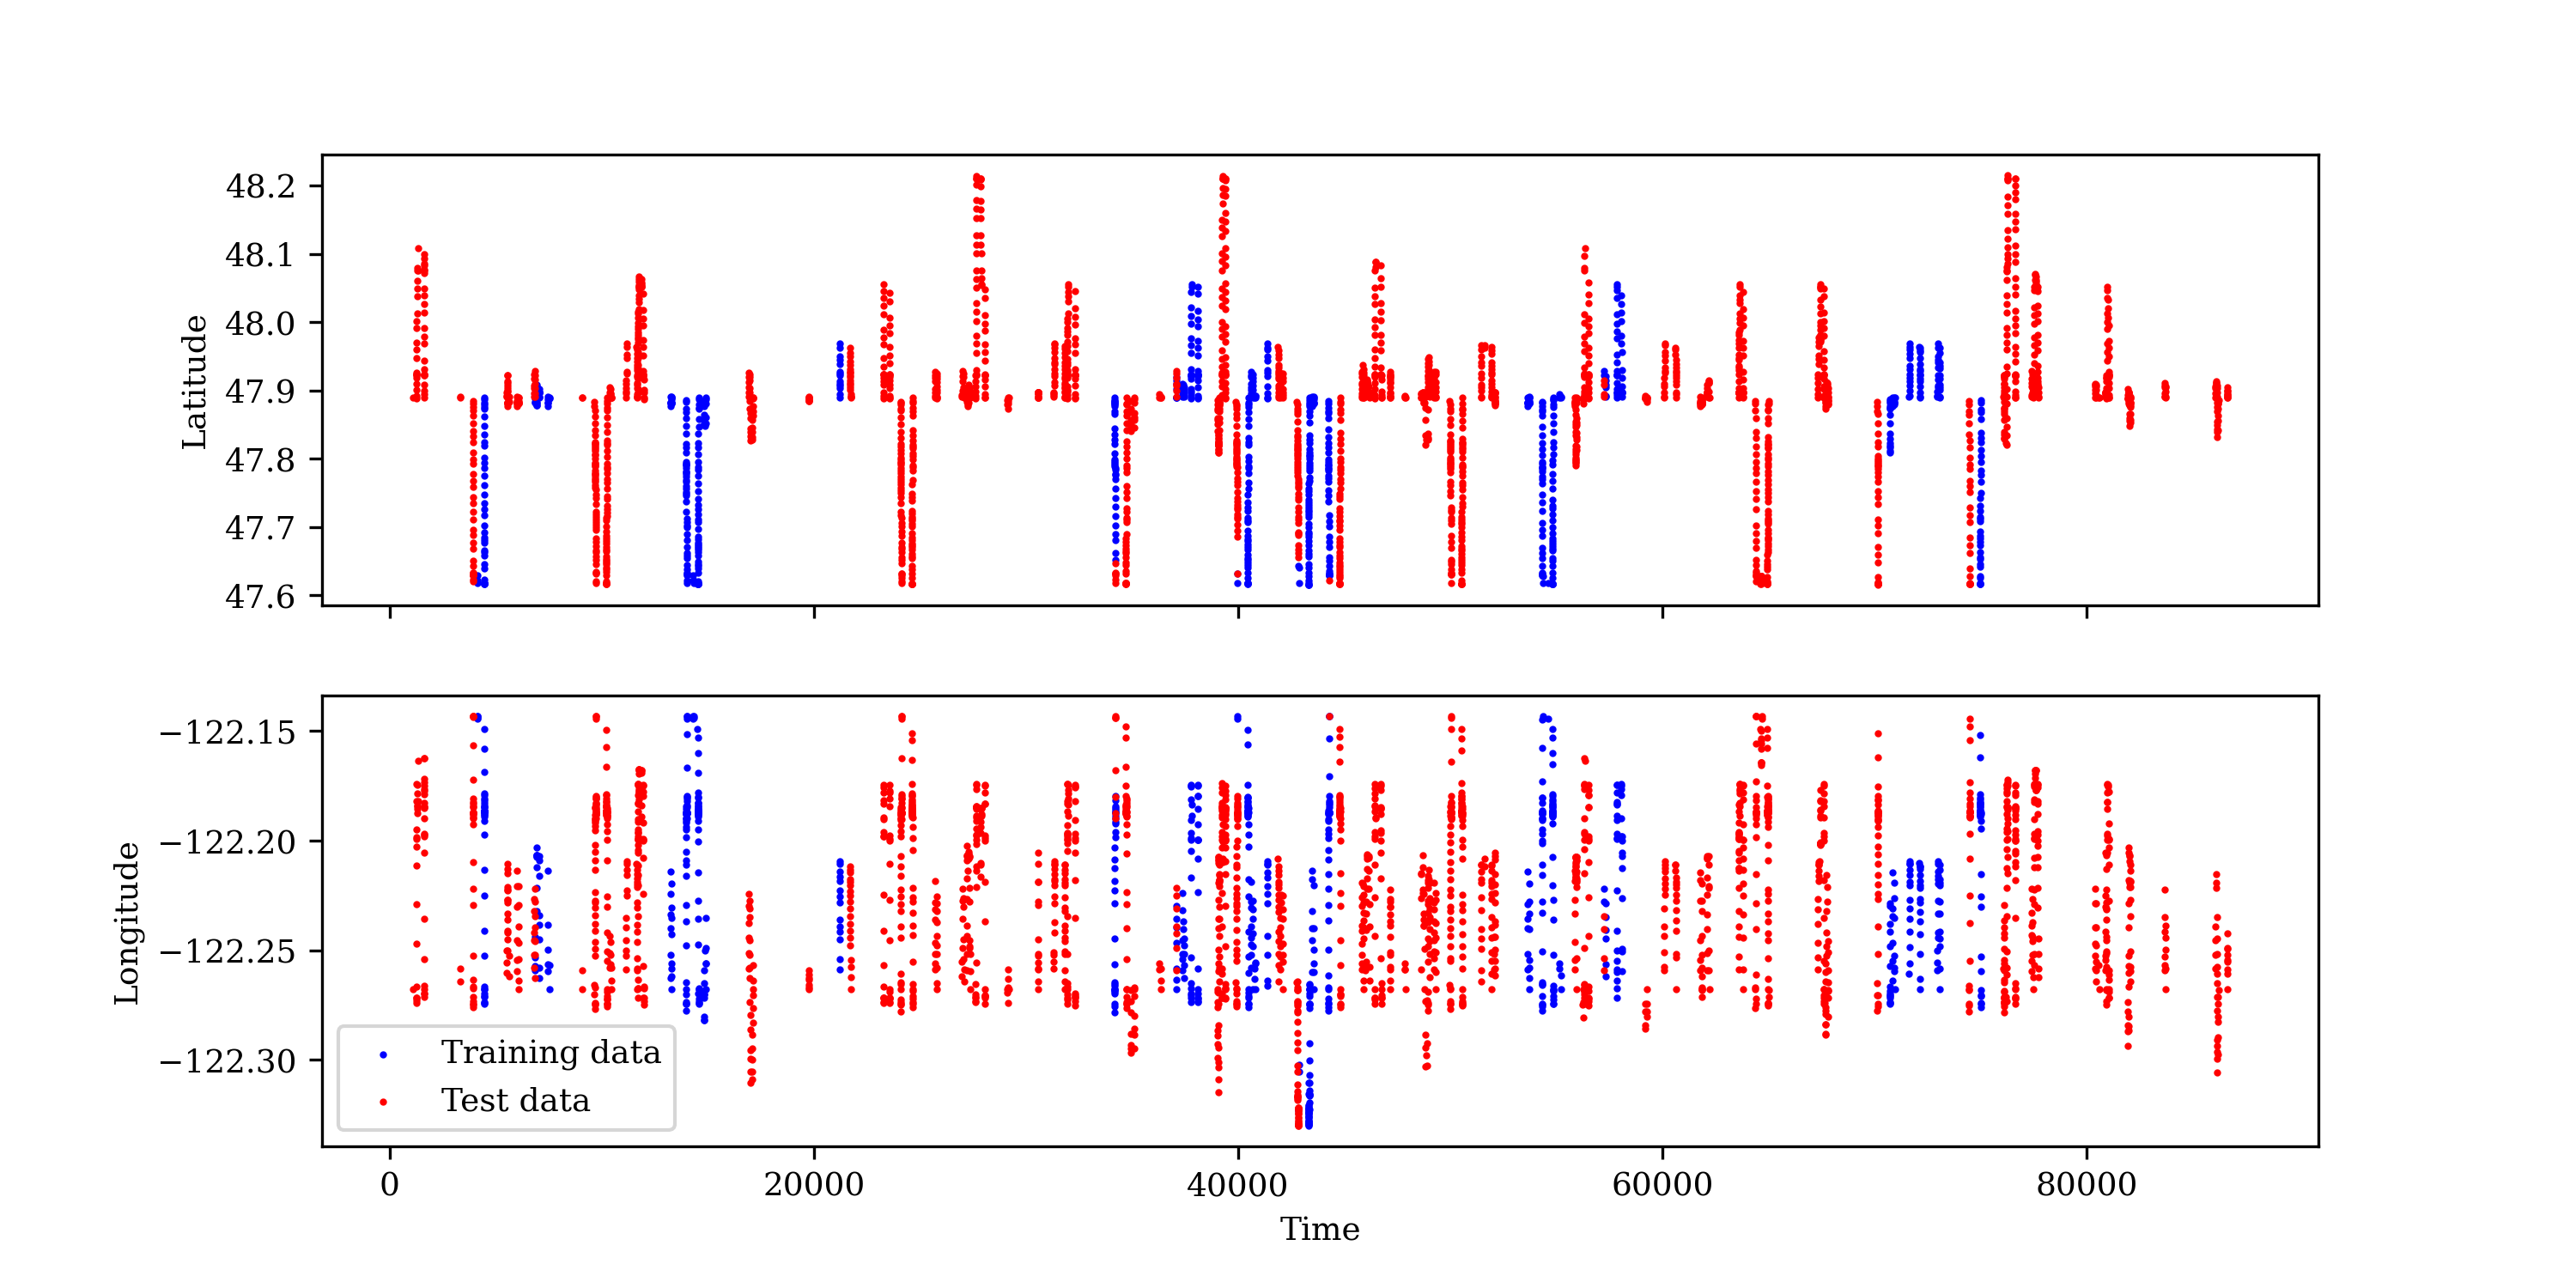 48.2
48.1
48.0
47.9
47.8
47.7
47.6
Latitude
−122.15
−122.20
−122.25
−122.30
Longitude
Training data
Test data
0 20000 40000 60000 80000
Time